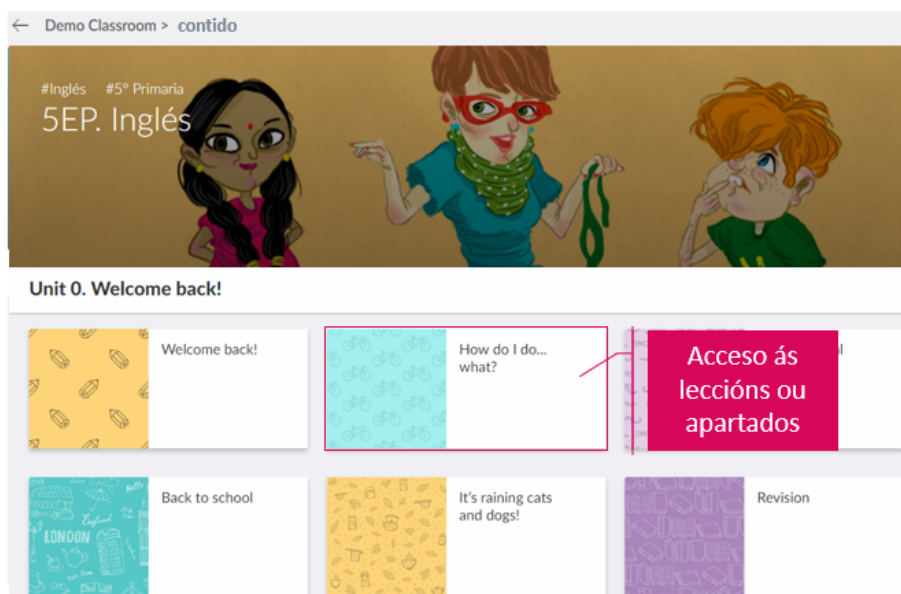 ← Demo Classroom > contido
#Inglés #5º Primaria
5EP. Inglés
Unit 0. Welcome back!
Welcome back!
How do I do...
what?
Acceso ás
leccións ou
apartados
Back to school
It's raining cats
and dogs!
Revision
Hello
England
LONDON